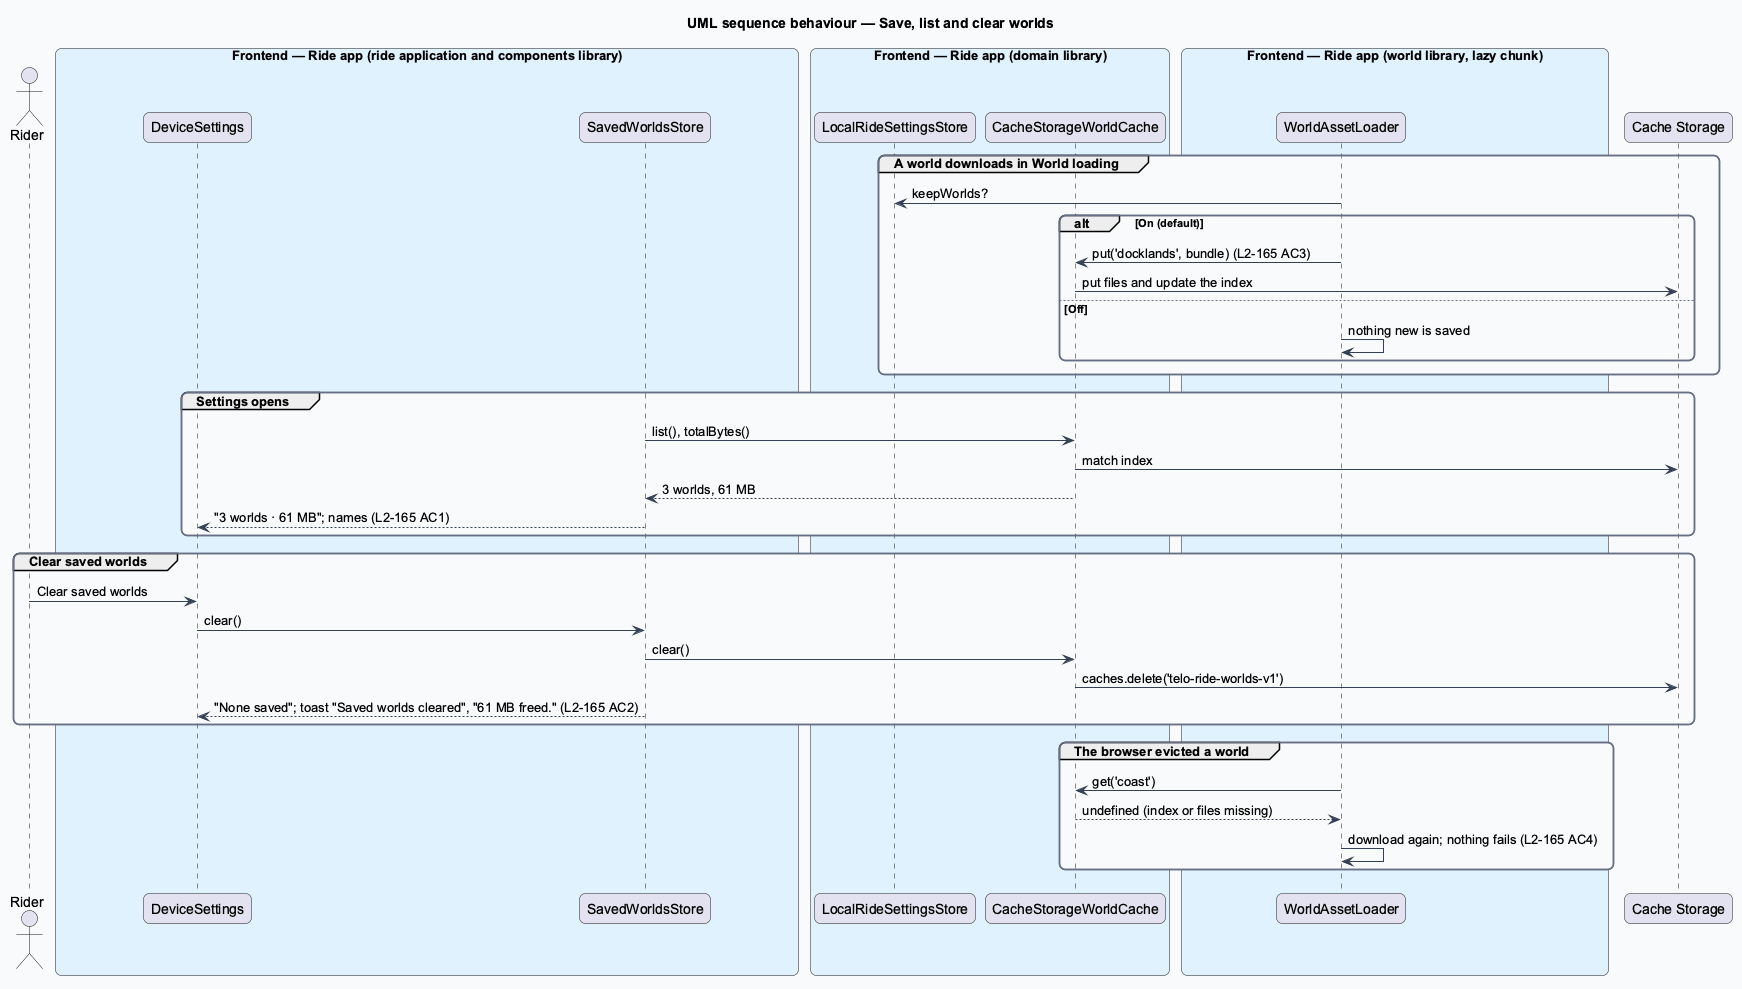 UML sequence behaviour — Save, list and clear worlds
Frontend — Ride app (ride application and components library)
Frontend — Ride app (domain library)
Frontend — Ride app (world library, lazy chunk)
Rider
DeviceSettings
SavedWorldsStore
LocalRideSettingsStore
CacheStorageWorldCache
WorldAssetLoader
Cache Storage
A world downloads in World loading
keepWorlds?
alt
[On (default)]
put('docklands', bundle) (L2-165 AC3)
put files and update the index
[Off]
nothing new is saved
Settings opens
list(), totalBytes()
match index
3 worlds, 61 MB
"3 worlds · 61 MB"; names (L2-165 AC1)
Clear saved worlds
Clear saved worlds
clear()
clear()
caches.delete('telo-ride-worlds-v1')
"None saved"; toast "Saved worlds cleared", "61 MB freed." (L2-165 AC2)
The browser evicted a world
get('coast')
undefined (index or files missing)
download again; nothing fails (L2-165 AC4)
Rider
DeviceSettings
SavedWorldsStore
LocalRideSettingsStore
CacheStorageWorldCache
WorldAssetLoader
Cache Storage